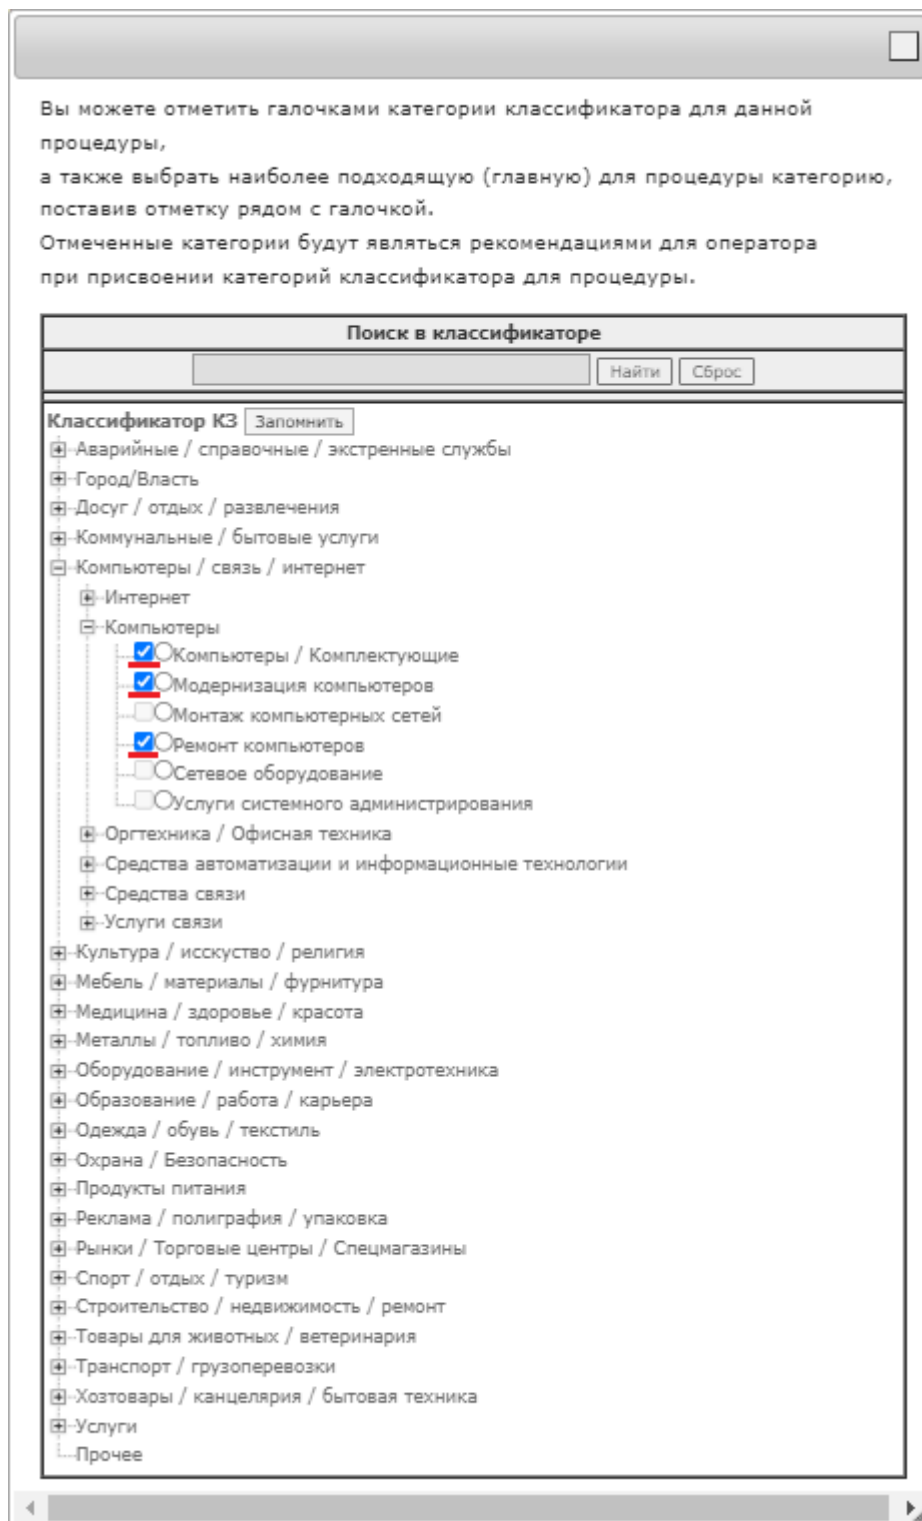 Вы можете отметить галочками категории классификатора для данной
процедуры,
а также выбрать наиболее подходящую (главную) для процедуры категорию,
поставив отметку рядом с галочкой.
Отмеченные категории будут являться рекомендациями для оператора
при присвоении категорий классификатора для процедуры.
Поиск в классификаторе
Найти Сброс
Классификатор КЗ Запомнить
Аварийные / справочные / экстренные службы
Город/Власть
Досуг / отдых / развлечения
Коммунальные / бытовые услуги
Компьютеры / связь / интернет
Интернет
Компьютеры
Компьютеры / Комплектующие
Модернизация компьютеров
Монтаж компьютерных сетей
Ремонт компьютеров
Сетевое оборудование
Услуги системного администрирования
Оргтехника / Офисная техника
Средства автоматизации и информационные технологии
Средства связи
Услуги связи
Культура / исскуство / религия
Мебель / материалы / фурнитура
Медицина / здоровье / красота
Металлы / топливо / химия
Оборудование / инструмент / электротехника
Образование / работа / карьера
Одежда / обувь / текстиль
Охрана / Безопасность
Продукты питания
Реклама / полиграфия / упаковка
Рынки / Торговые центры / Спецмагазины
Спорт / отдых / туризм
Строительство / недвижимость / ремонт
Товары для животных / ветеринария
Транспорт / грузоперевозки
Хозтовары / канцелярия / бытовая техника
Услуги
Прочее